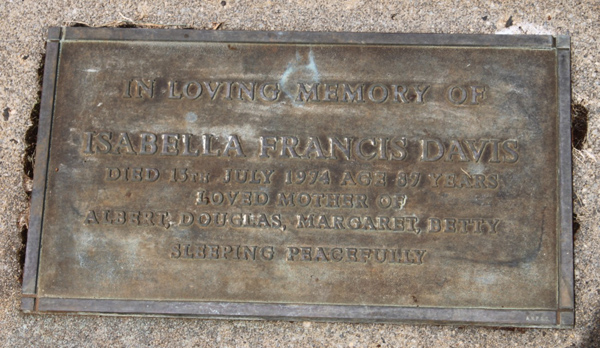 IN LOVING MEMORY OF
ISABELLA FRANCIS DAVIS
DIED 15TH JULY 1974 AGE 87 YEARS
LOVED MOTHER OF
ALBERT, DOUGLAS, MARGARET, BETTY
SLEEPING PEACEFULLY